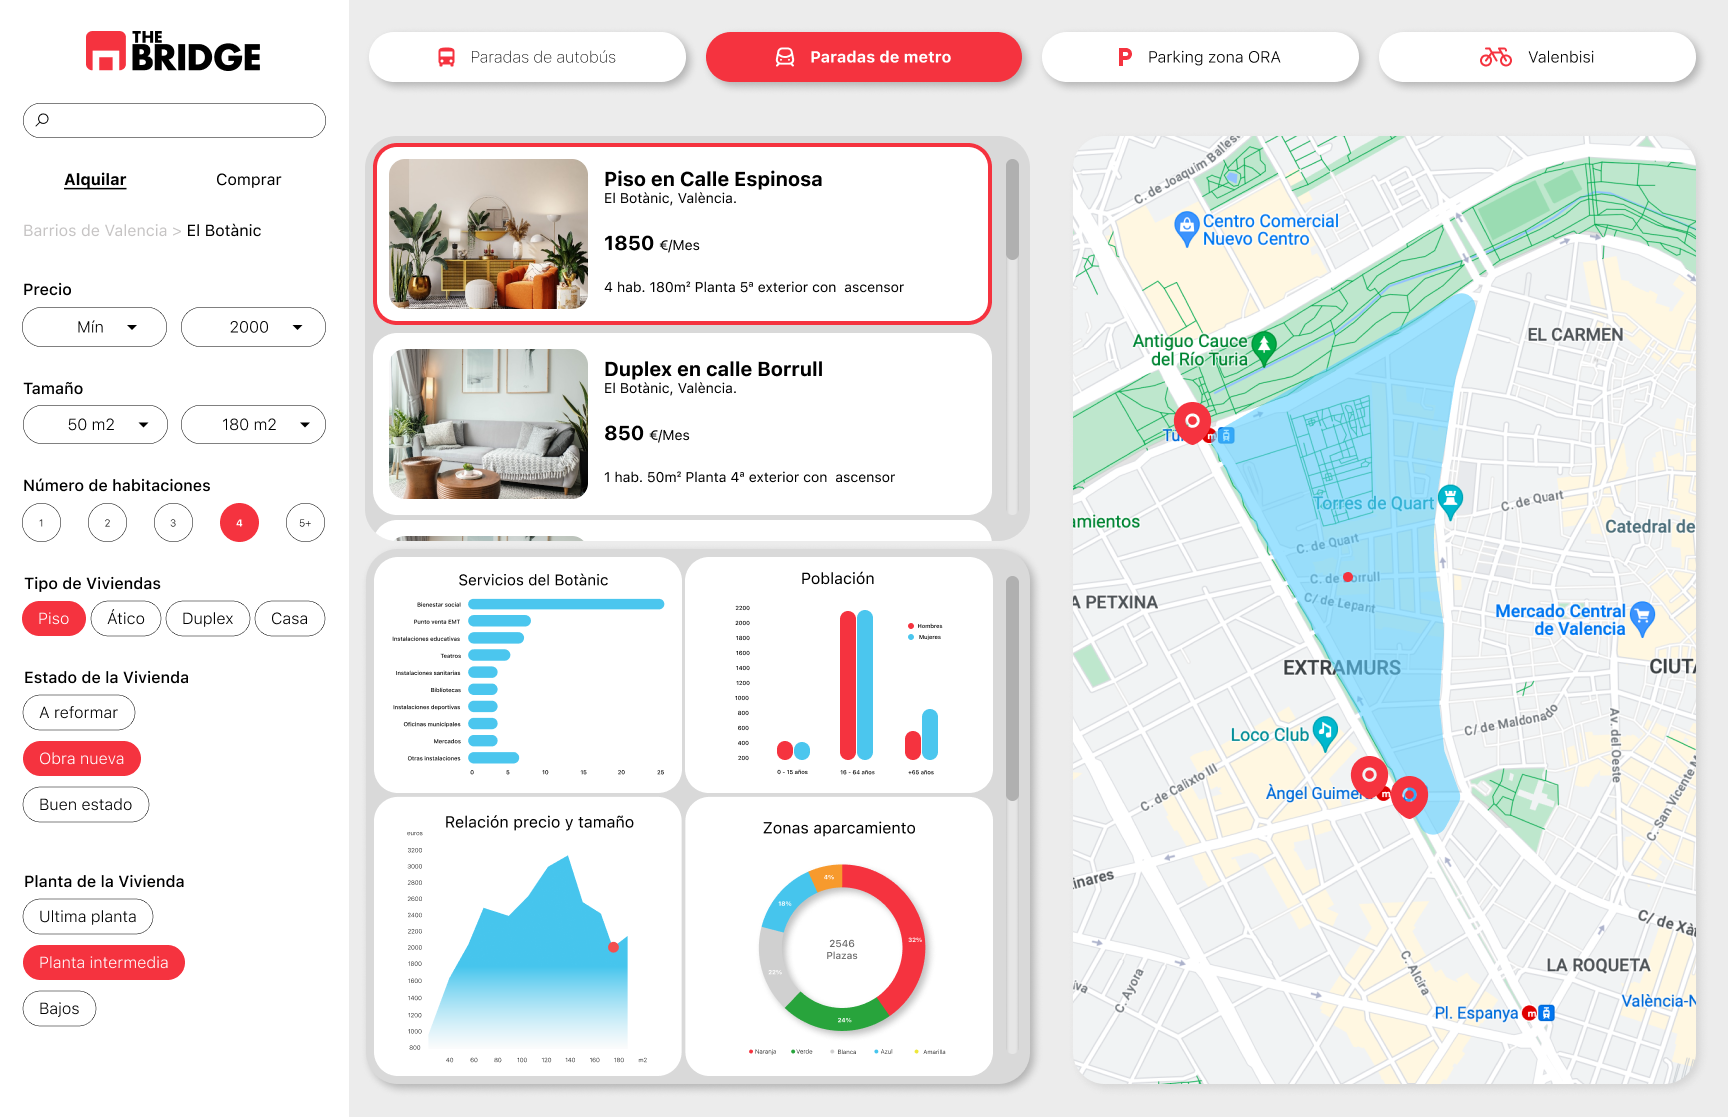 THE
BRIDGE
Alquilar
Comprar
Barrios de Valencia > El Botànic
Precio
Mín
2000
Tamaño
50 m2
180 m2
Número de habitaciones
1
2
3
4
5+
Tipo de Viviendas
Piso
Ático
Duplex
Casa
Estado de la Vivienda
A reformar
Obra nueva
Buen estado
Planta de la Vivienda
Ultima planta
Planta intermedia
Bajos
Paradas de autobús
Paradas de metro
P
Parking zona ORA
Valenbisi
Piso en Calle Espinosa
El Botànic, València.
1850 €/Mes
4 hab. 180m² Planta 5ª exterior con ascensor
Duplex en calle Borrull
El Botànic, València.
850 €/Mes
1 hab. 50m² Planta 4ª exterior con ascensor
Servicios del Botànic
Bienestar social
Punto venta EMT
Instalaciones educativas
Teatros
Instalaciones sanitarias
Bibliotecas
Instalaciones deportivas
Oficinas municipales
Mercados
Otras instalaciones
0 5 10 15 20 25
Población
2200
2000
1800
1600
1400
1200
1000
800
600
400
200
Hombres
Mujeres
0 - 15 años
16 - 64 años
+65 años
Relación precio y tamaño
euros
3200
3000
2800
2600
2400
2200
2000
1800
1600
1400
1200
1000
800
40 60 80 100 120 140 160 180 m2
Zonas aparcamiento
4%
18%
32%
24%
2546
Plazas
Naranja
Verde
Blanca
Azul
Amarilla
C. de Joaquim Balles
Centro Comercial
Nuevo Centro
Antiguo Cauce
del Río Turia
EL CARMEN
Tu
m
Torres de Quart
C. de Quart
amientos
Catedral de
C. de Quart
C. de Borrull
C/ de Lepant
A PETXINA
Mercado Central
de Valencia
EXTRAMURS
CIUTA
Loco Club
C/ de Maldonado
Av. del Oeste
C. de Calixto III
Àngel Guimer
m
C. San Vicente M
linares
C/ de Xàt
C. Alcira
LA ROQUETA
iva
C. Ayora
Pl. Espanya
m
València-N